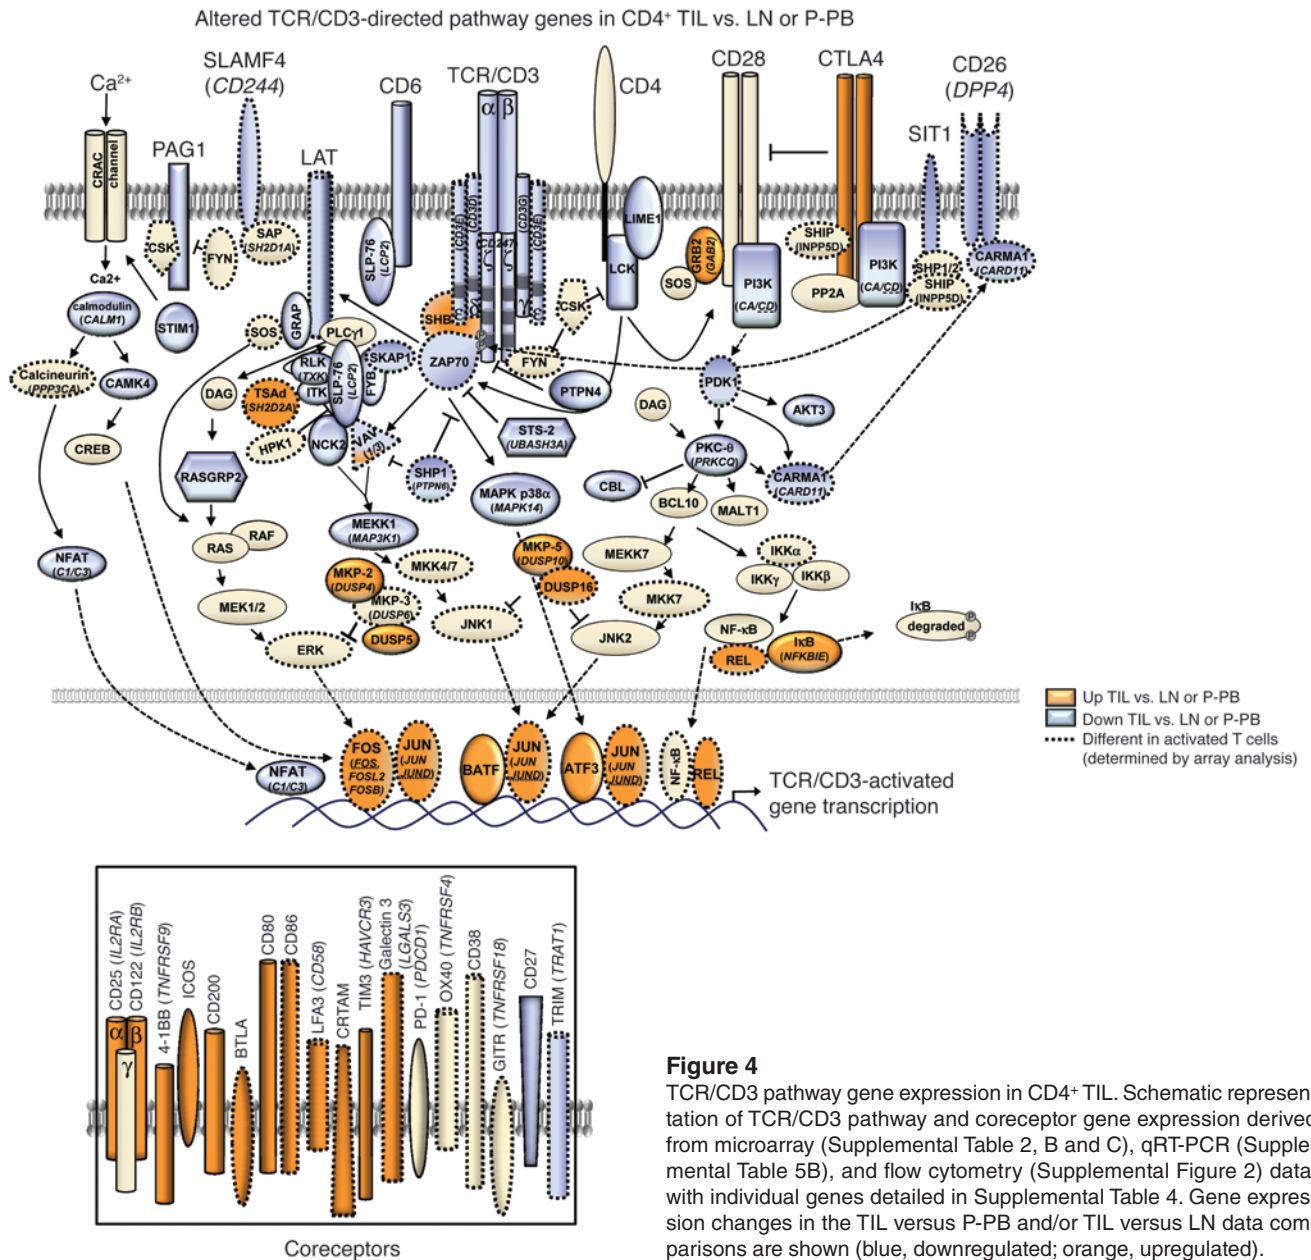 Altered TCR/CD3-directed pathway genes in CD4+ TIL vs. LN or P-PB
Ca2+
SLAMF4
(CD244)
CD6
TCR/CD3
CD4
CD28
CTLA4
CD26
(DPP4)
PAG1
LAT
SIT1
α
β
CRAC
channel
CSK
FYN
SAP
(SH2D1A)
SLP-76
(LCP2)
(CD3E)
(CD3D)
(CD247)
ζ
ζ
(CD3G)
(CD3E)
γ
LIME1
LCK
GRB2
(GAB2)
SOS
PI3K
(CA/CD)
SHIP
(INPP5D)
PP2A
PI3K
(CA/CD)
SHP1/2
SHIP
(INPP5D)
CARMA1
(CARD11)
Ca2+
calmodulin
(CALM1)
STIM1
SOS
GRAP
PLCγ1
SHB
P
P
CSK
FYN
Calcineurin
(PPP3CA)
CAMK4
RLK
(TXK)
ITK
SLP-76
(LCP2)
FYB
SKAP1
ZAP70
PTPN4
PDK1
AKT3
DAG
TSAd
(SH2D2A)
HPK1
NCK2
VAV
(1/3)
STS-2
(UBASH3A)
DAG
CREB
RASGRP2
SHP1
(PTPN6)
PKC-θ
(PRKCQ)
CARMA1
(CARD11)
CBL
MAPK p38α
(MAPK14)
BCL10
MALT1
RAS
RAF
MEKK1
(MAP3K1)
NFAT
(C1/C3)
MKP-2
(DUSP4)
MKK4/7
MKP-5
(DUSP10)
DUSP16
MEKK7
IKKα
IKKγ
IKKβ
MEK1/2
MKP-3
(DUSP6)
DUSP5
MKK7
ERK
JNK1
JNK2
NF-κB
REL
IκB
(NFKBIE)
IκB
degraded
P
P
Up TIL vs. LN or P-PB
Down TIL vs. LN or P-PB
Different in activated T cells
(determined by array analysis)
NFAT
(C1/C3)
FOS
(FOS,
FOSL2
FOSB)
JUN
(JUN
JUND)
BATF
JUN
(JUN
JUND)
ATF3
JUN
(JUN
JUND)
NF-κB
REL
TCR/CD3-activated
gene transcription
CD25 (IL2RA)
CD122 (IL2RB)
4-1BB (TNFRSF9)
ICOS
CD200
BTLA
CD80
CD86
LFA3 (CD58)
CRTAM
TIM3 (HAVCR3)
Galectin 3
(LGALS3)
PD-1 (PDCD1)
OX40 (TNFRSF4)
CD38
GITR (TNFRSF18)
CD27
TRIM (TRAT1)
α
β
γ
Coreceptors
Figure 4
TCR/CD3 pathway gene expression in CD4+ TIL. Schematic represen-
tation of TCR/CD3 pathway and coreceptor gene expression derived
from microarray (Supplemental Table 2, B and C), qRT-PCR (Supple-
mental Table 5B), and flow cytometry (Supplemental Figure 2) data
with individual genes detailed in Supplemental Table 4. Gene expres-
sion changes in the TIL versus P-PB and/or TIL versus LN data com-
parisons are shown (blue, downregulated; orange, upregulated).